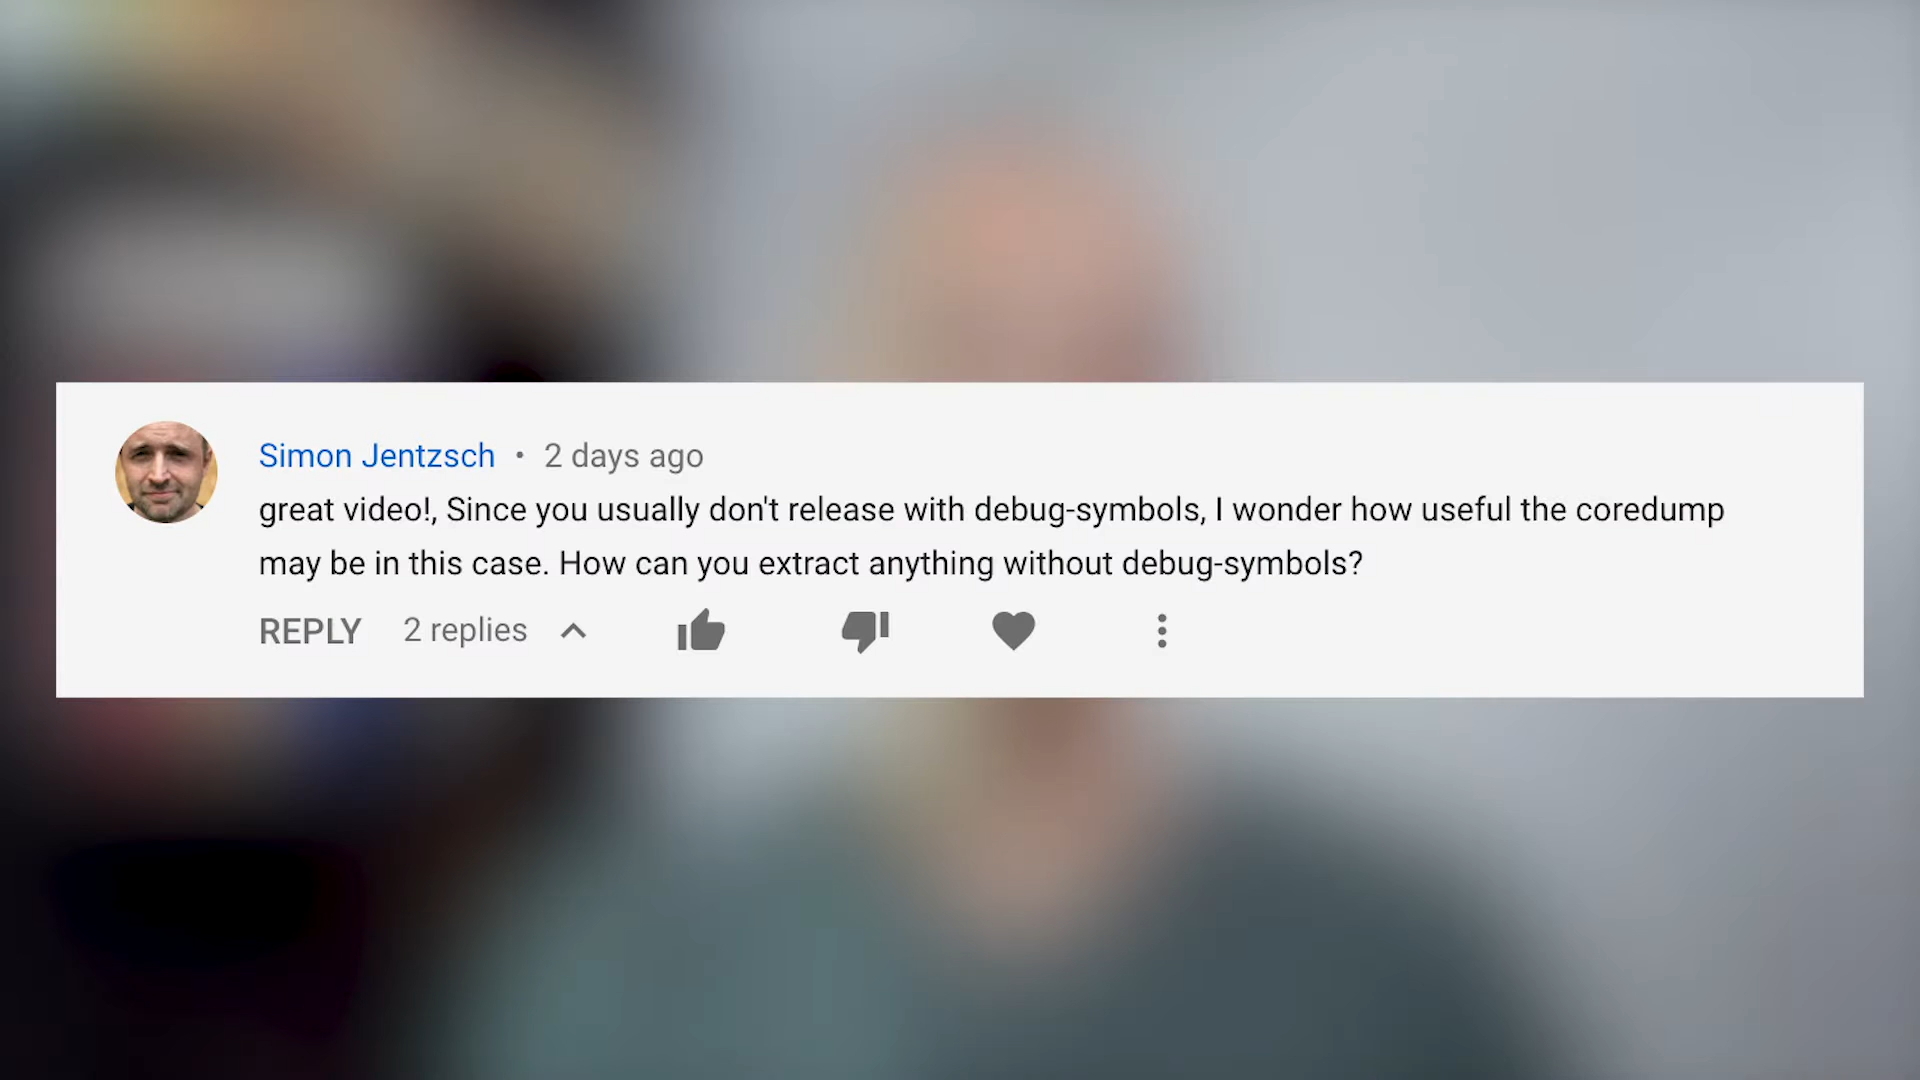 Simon Jentzsch • 2 days ago
great video!, Since you usually don't release with debug-symbols, I wonder how useful the coredump
may be in this case. How can you extract anything without debug-symbols?
REPLY 2 replies